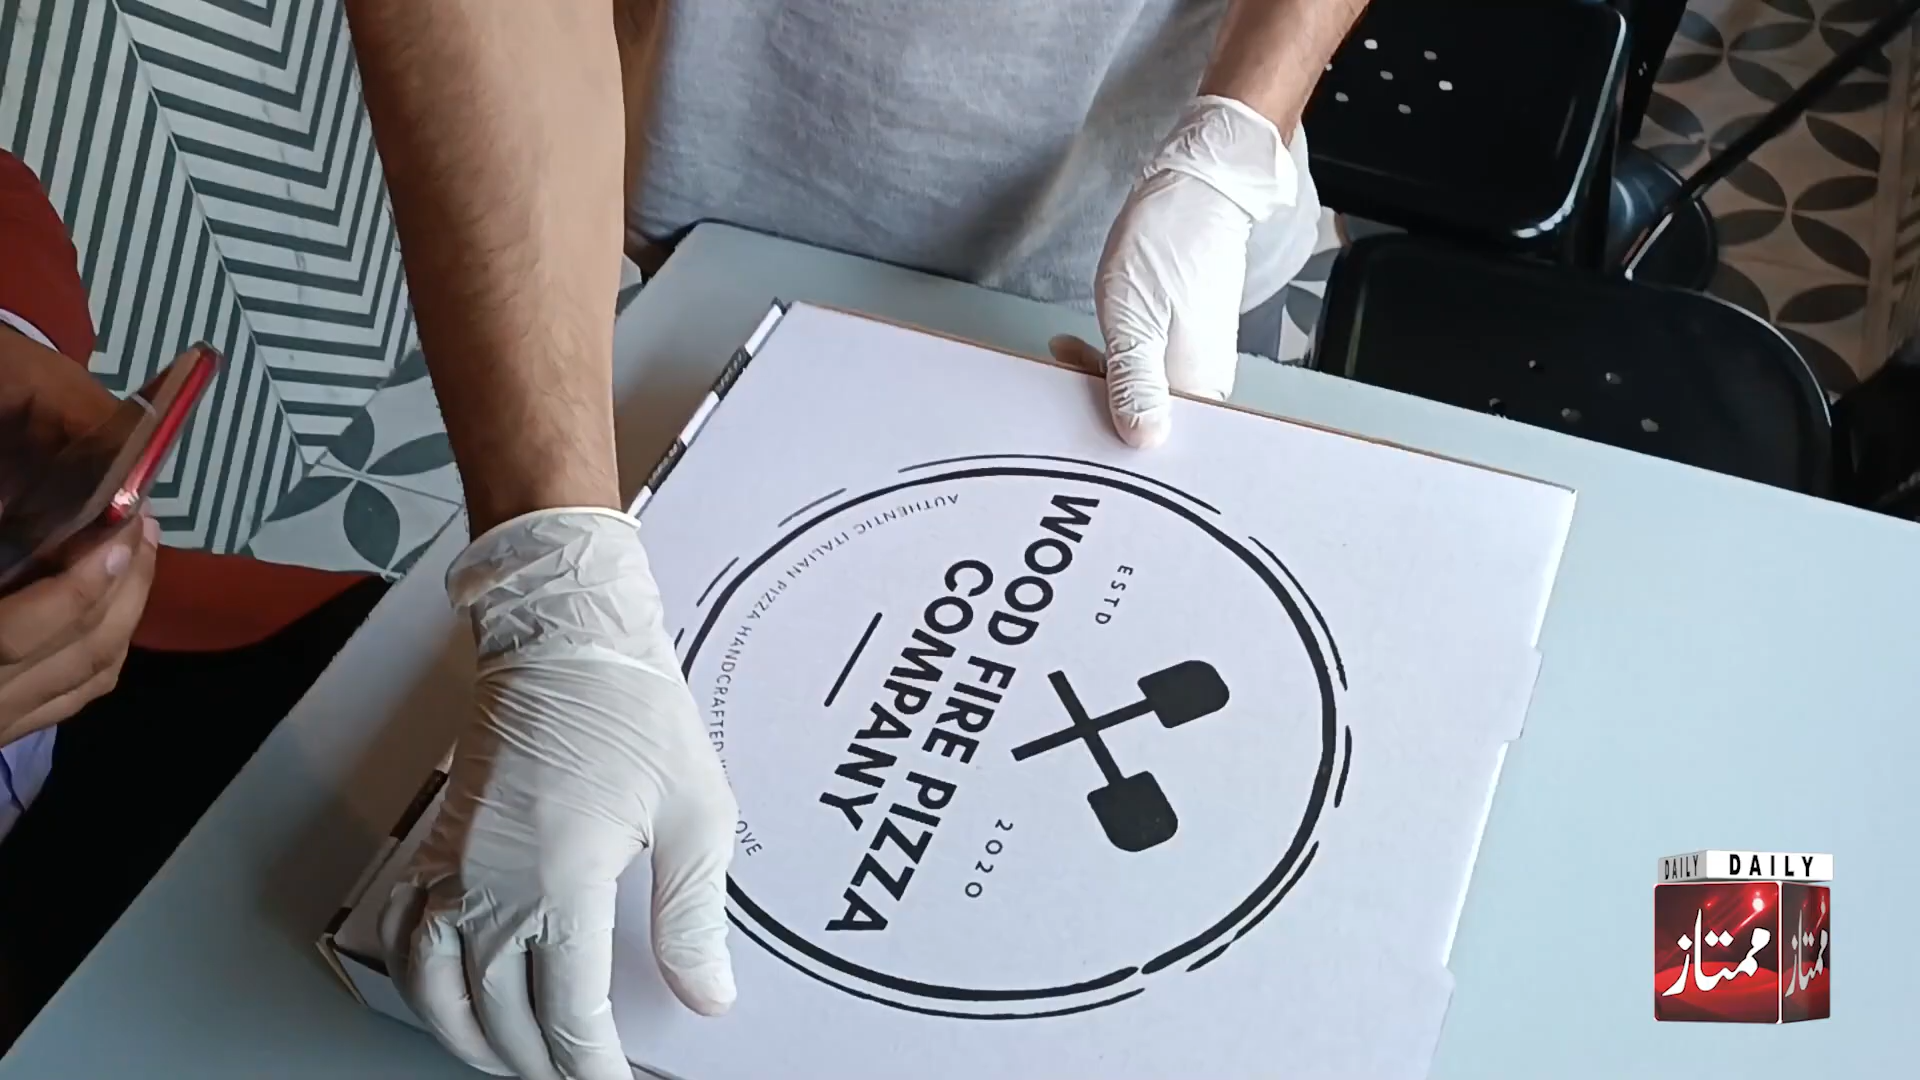 ESTD 2020
WOOD FIRE PIZZA
COMPANY
AUTHENTIC ITALIAN PIZZA HANDCRAFTED
DAILY DAILY
ممتاز ممتاز